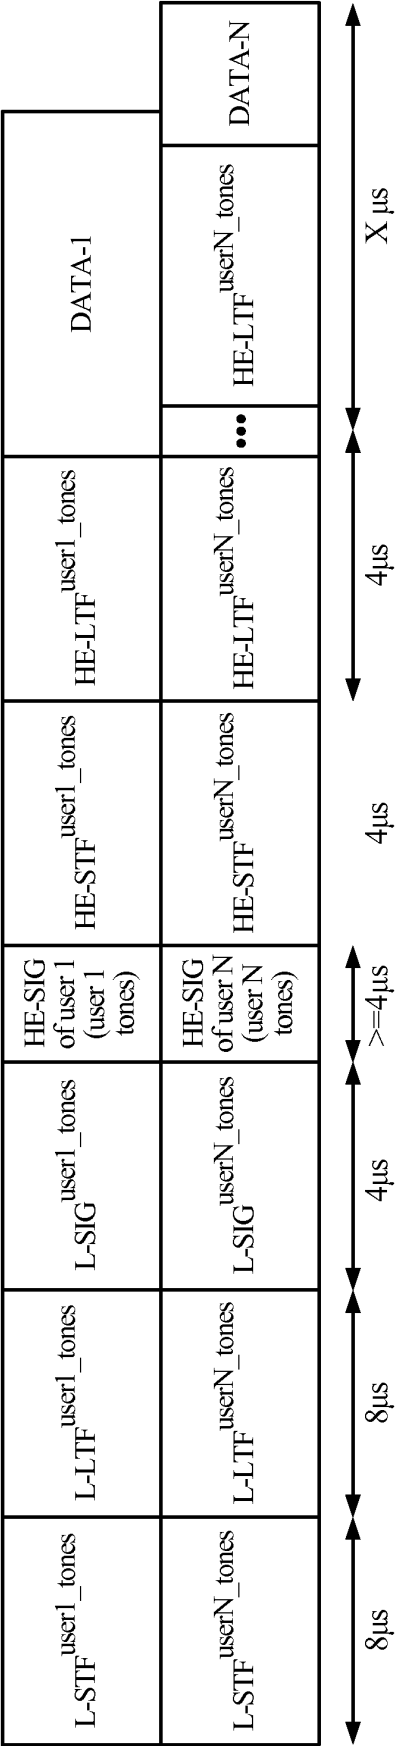 L-STF^user1_tones
L-LTF^user1_tones
L-SIG^user1_tones
HE-SIG
of user 1
(user 1
tones)
HE-STF^user1_tones
HE-LTF^user1_tones
DATA-1
L-STF^userN_tones
L-LTF^userN_tones
L-SIG^userN_tones
HE-SIG
of user N
(user N
tones)
HE-STF^userN_tones
HE-LTF^userN_tones
•••
HE-LTF^userN_tones
DATA-N
8μs
8μs
4μs
>=4μs
4μs
4μs
X μs